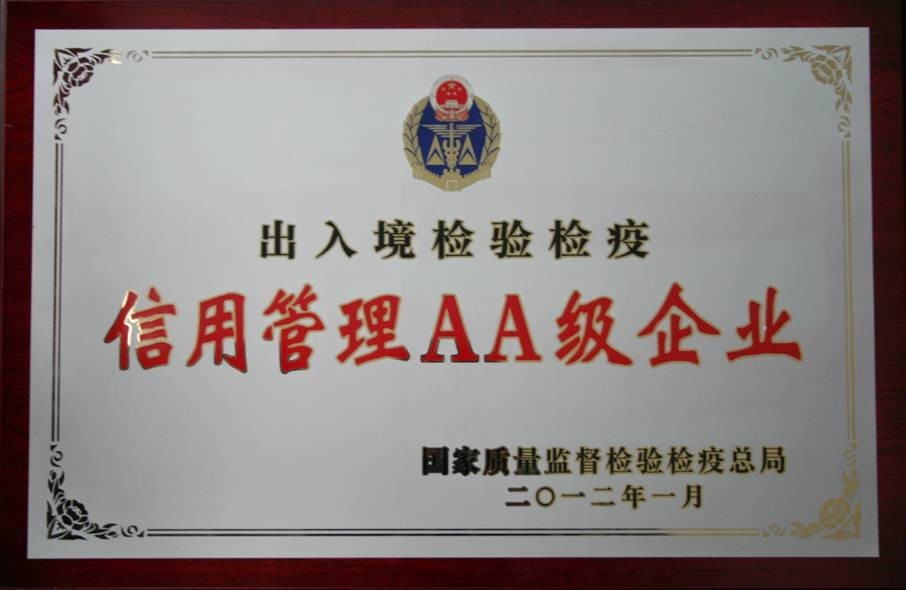 出入境检验检疫
信用管理AA级企业
国家质量监督检验检疫总局
二〇一二年一月